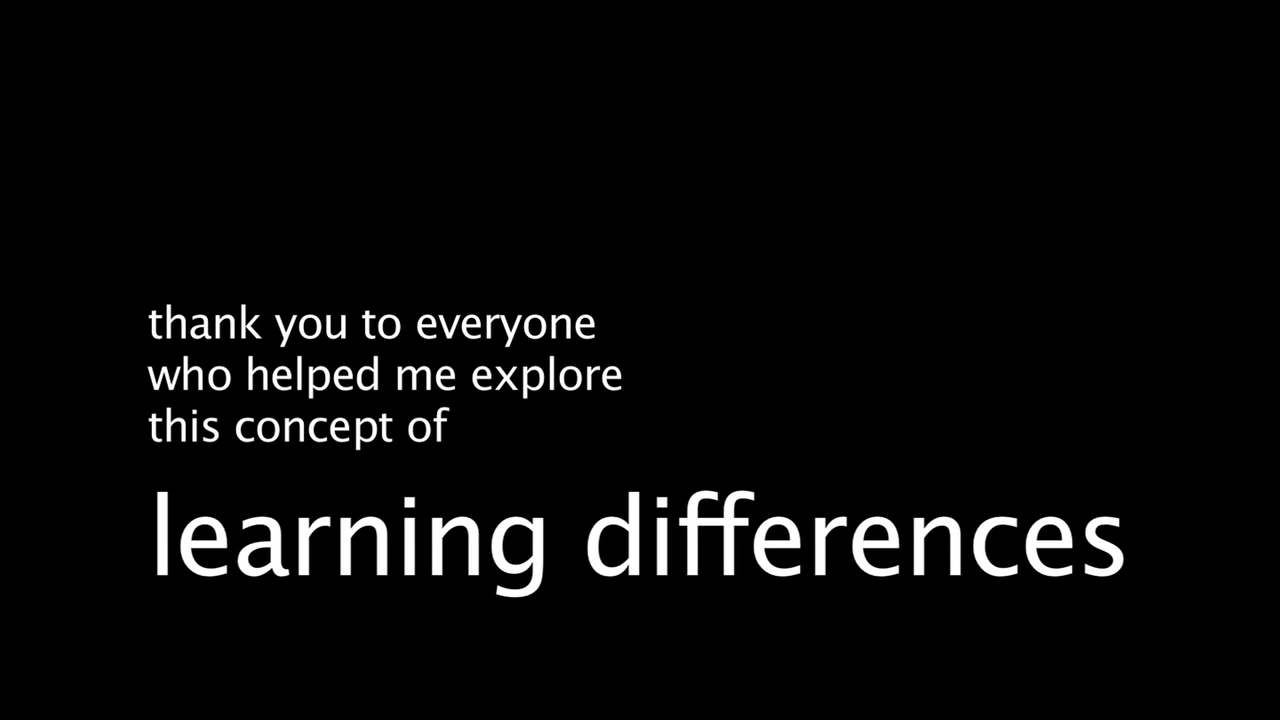 thank you to everyone
who helped me explore
this concept of
learning differences